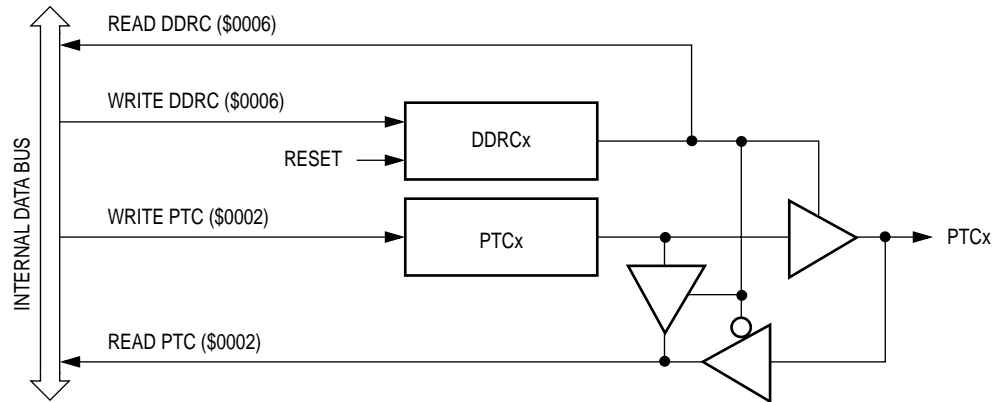 READ DDRC ($0006)
WRITE DDRC ($0006)
DDRCx
RESET
INTERNAL DATA BUS
WRITE PTC ($0002)
PTCx
PTCx
READ PTC ($0002)